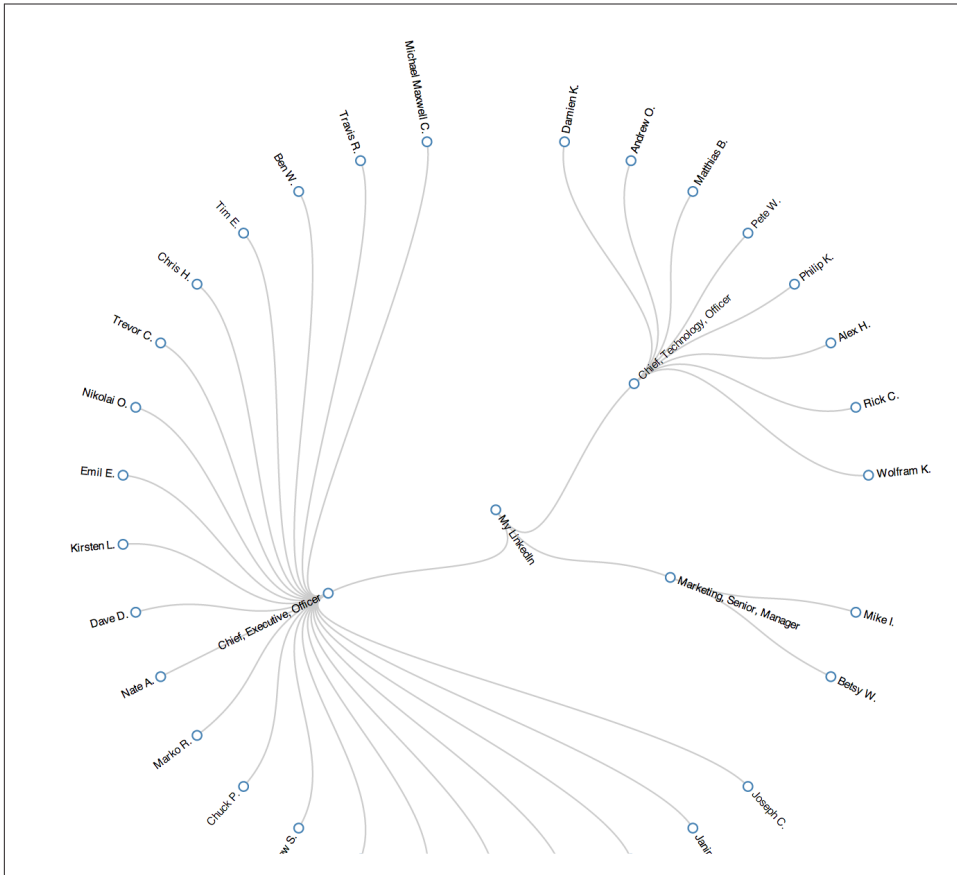 Michael Maxwell C.
Travis R.
Ben W.
Tim E.
Chris H.
Trevor C.
Nikolai O.
Emil E.
Kirsten L.
Dave D.
Nate A.
Marko R.
Chuck P.
Damien K.
Andrew O.
Matthias B.
Pete W.
Philip K.
Alex H.
Rick C.
Wolfram K.
Chief, Technology, Officer
My LinkedIn
Chief, Executive, Officer
Marketing, Senior, Manager
Mike I.
Betsy W.
Joseph C.